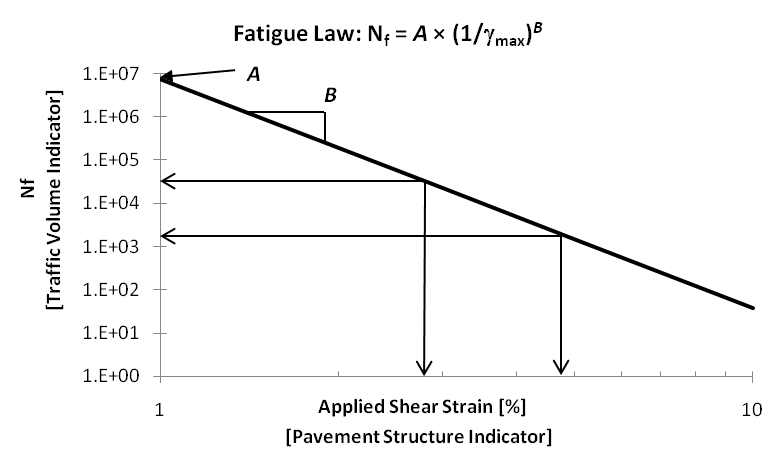 Fatigue Law: Nf = A × (1/γmax)B
A
B
1.E+07
1.E+06
1.E+05
1.E+04
1.E+03
1.E+02
1.E+01
1.E+00
Nf
[Traffic Volume Indicator]
1
10
Applied Shear Strain [%]
[Pavement Structure Indicator]